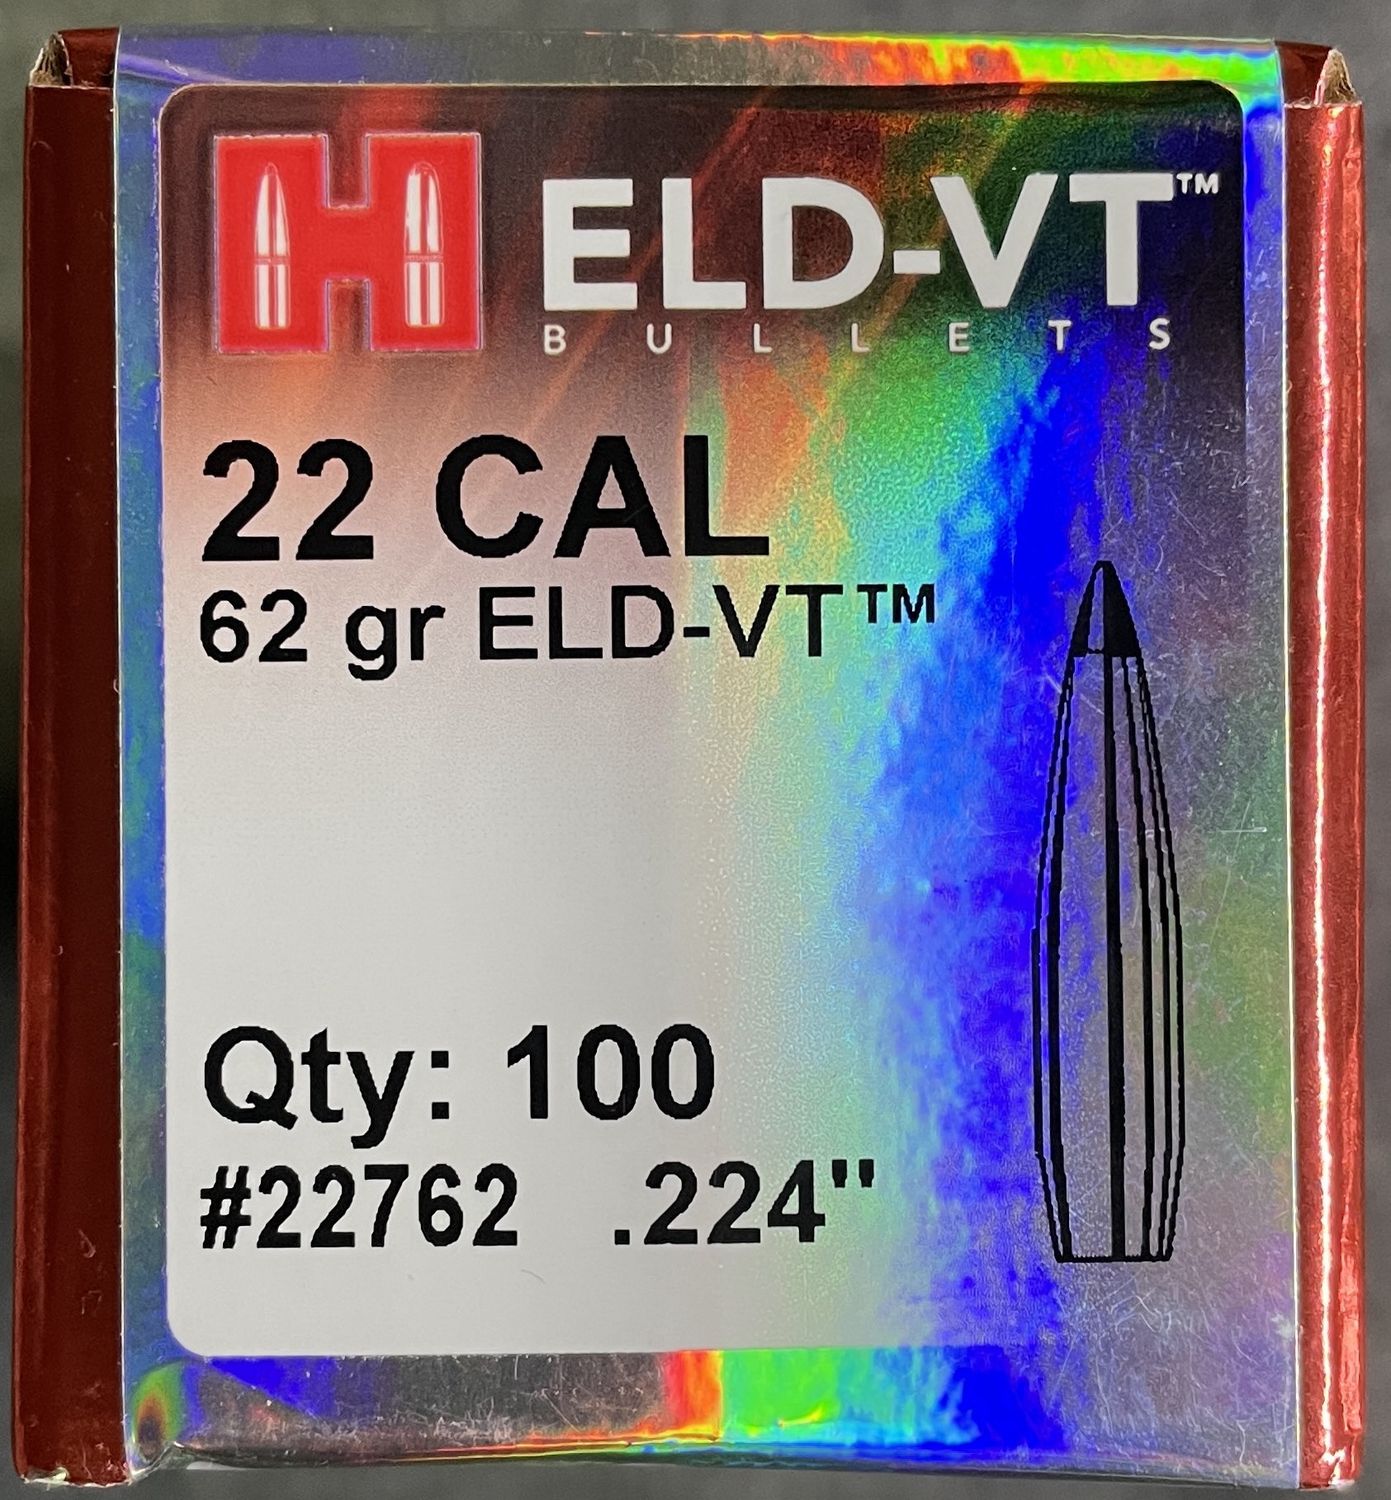 H ELD-VT™
BULLETS
22 CAL
62 gr ELD-VT™
Qty: 100
#22762 .224"